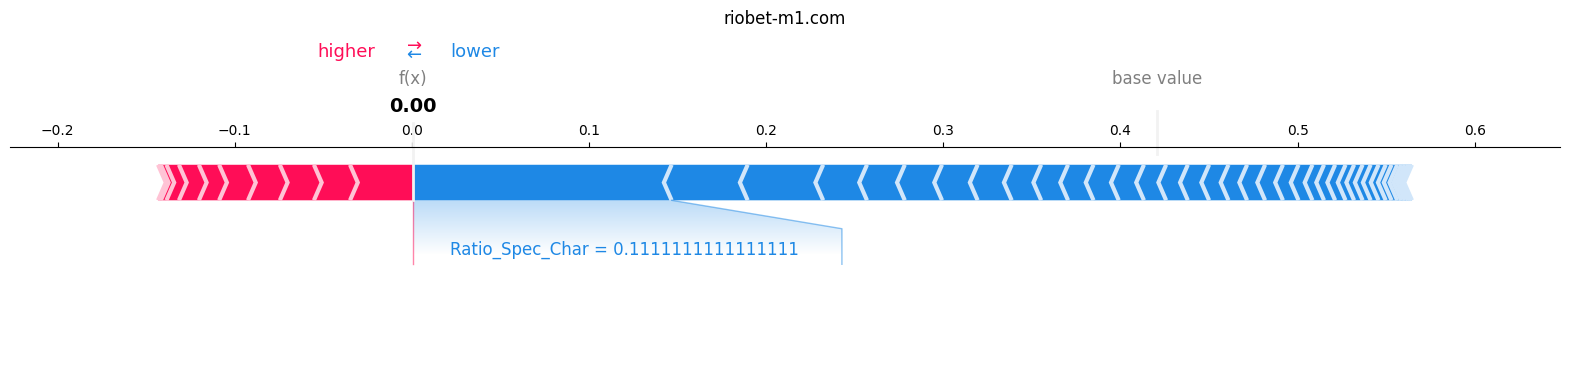 riobet-m1.com
higher ⇄ lower
f(x) base value
0.00
−0.2 −0.1 0.0 0.1 0.2 0.3 0.4 0.5 0.6
Ratio_Spec_Char = 0.1111111111111111